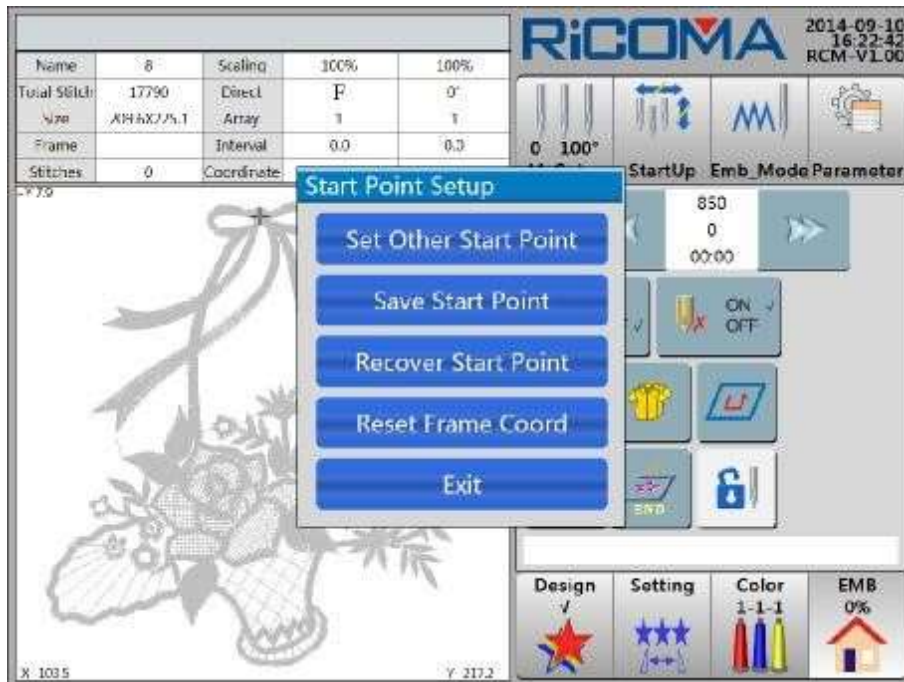 RiCOMA
2014-09-10
16:22:42
RCM-V1.00
Name 8 Scaling 100% 100%
Total Stitch 17790 Direct F 0°
Size Array 1 1
Frame Interval 0.0 0.0
Stitches 0 Coordinate
0 100°
StartUp Emb_Mode Parameter
Start Point Setup
Set Other Start Point
Save Start Point
Recover Start Point
Reset Frame Coord
Exit
850
0
00:00
ON √
OFF
END
Design Setting Color EMB
√ 1-1-1 0%
X 103.5 Y 217.2